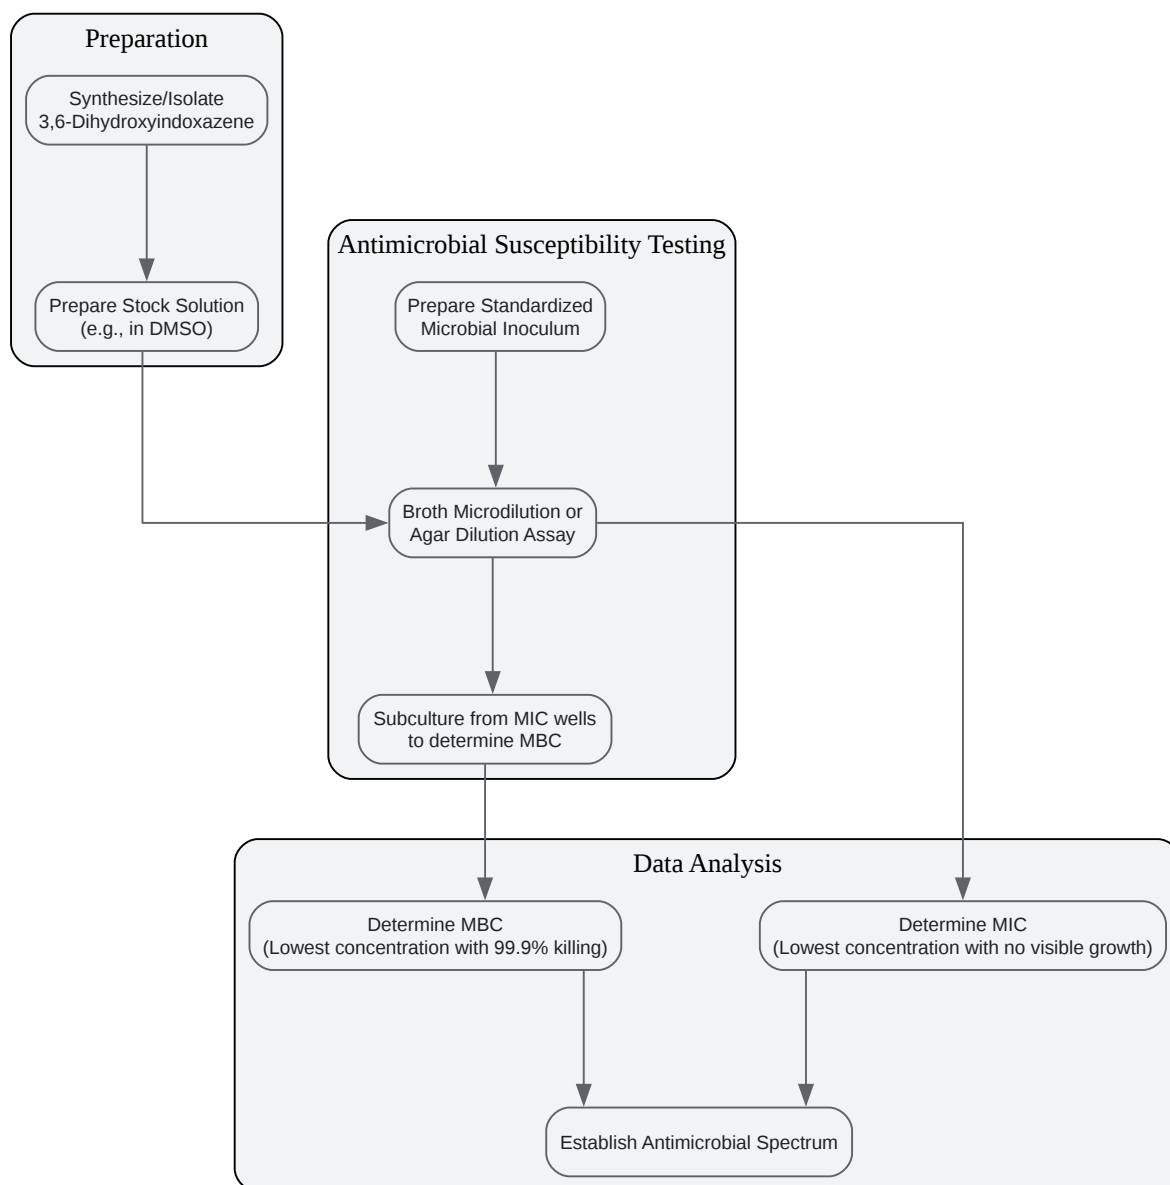 Preparation
Synthesize/Isolate
3,6-Dihydroxyindoxazene
Prepare Stock Solution
(e.g., in DMSO)
Antimicrobial Susceptibility Testing
Prepare Standardized
Microbial Inoculum
Broth Microdilution or
Agar Dilution Assay
Subculture from MIC wells
to determine MBC
Data Analysis
Determine MBC
(Lowest concentration with 99.9% killing)
Determine MIC
(Lowest concentration with no visible growth)
Establish Antimicrobial Spectrum